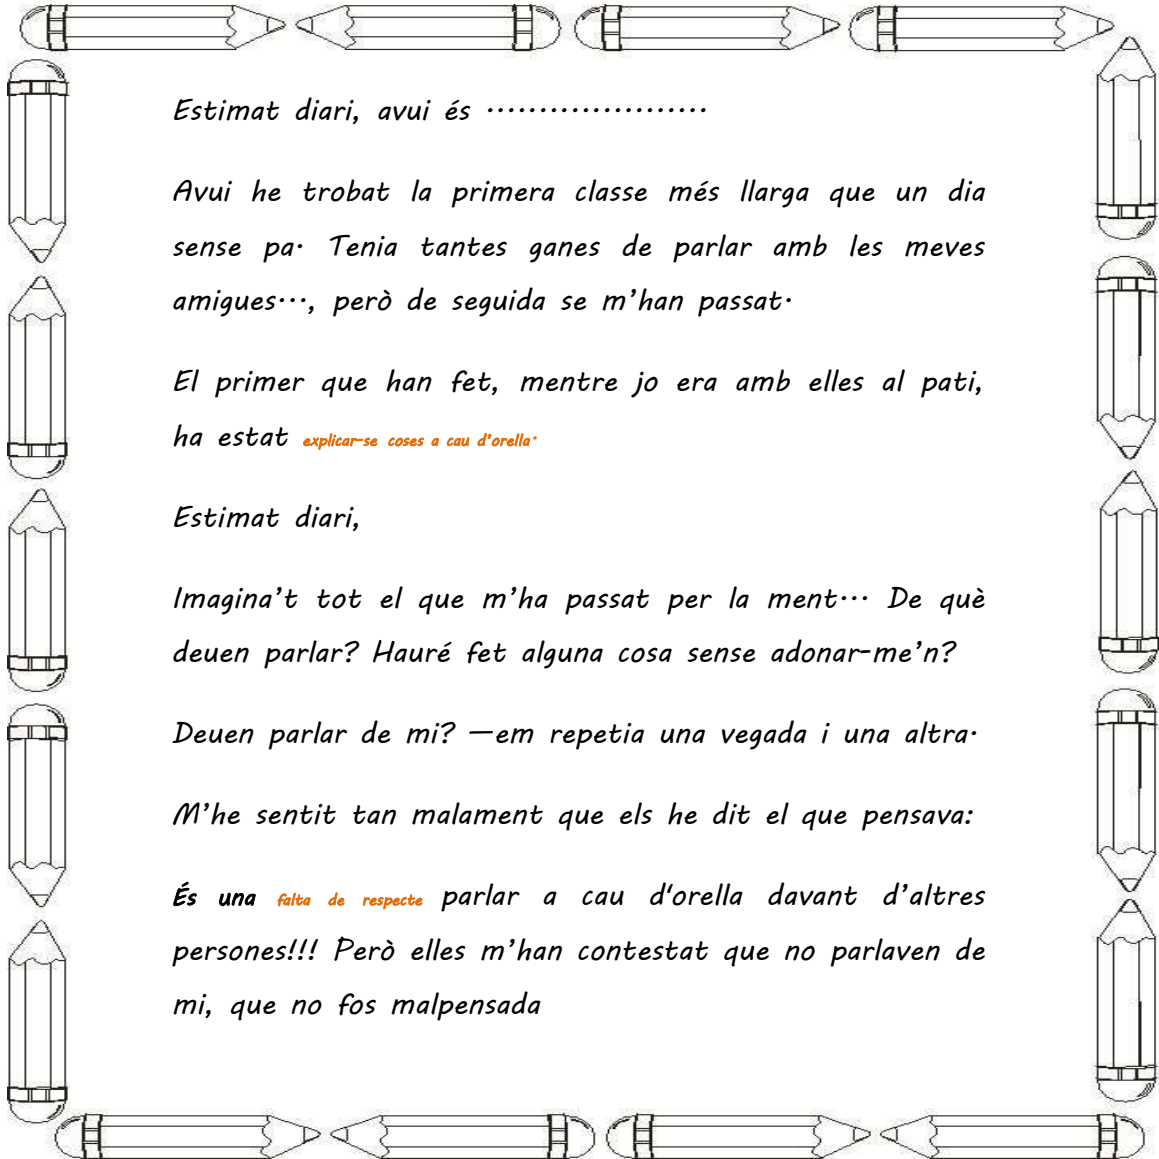 Estimat diari, avui és ·····················
Avui he trobat la primera classe més llarga que un dia
sense pa· Tenia tantes ganes de parlar amb les meves
amigues···, però de seguida se m’han passat·
El primer que han fet, mentre jo era amb elles al pati,
ha estat explicar-se coses a cau d’orella·
Estimat diari,
Imagina’t tot el que m’ha passat per la ment··· De què
deuen parlar? Hauré fet alguna cosa sense adonar-me’n?
Deuen parlar de mi? —em repetia una vegada i una altra·
M’he sentit tan malament que els he dit el que pensava:
És una falta de respecte parlar a cau d'orella davant d’altres
persones!!! Però elles m’han contestat que no parlaven de
mi, que no fos malpensada